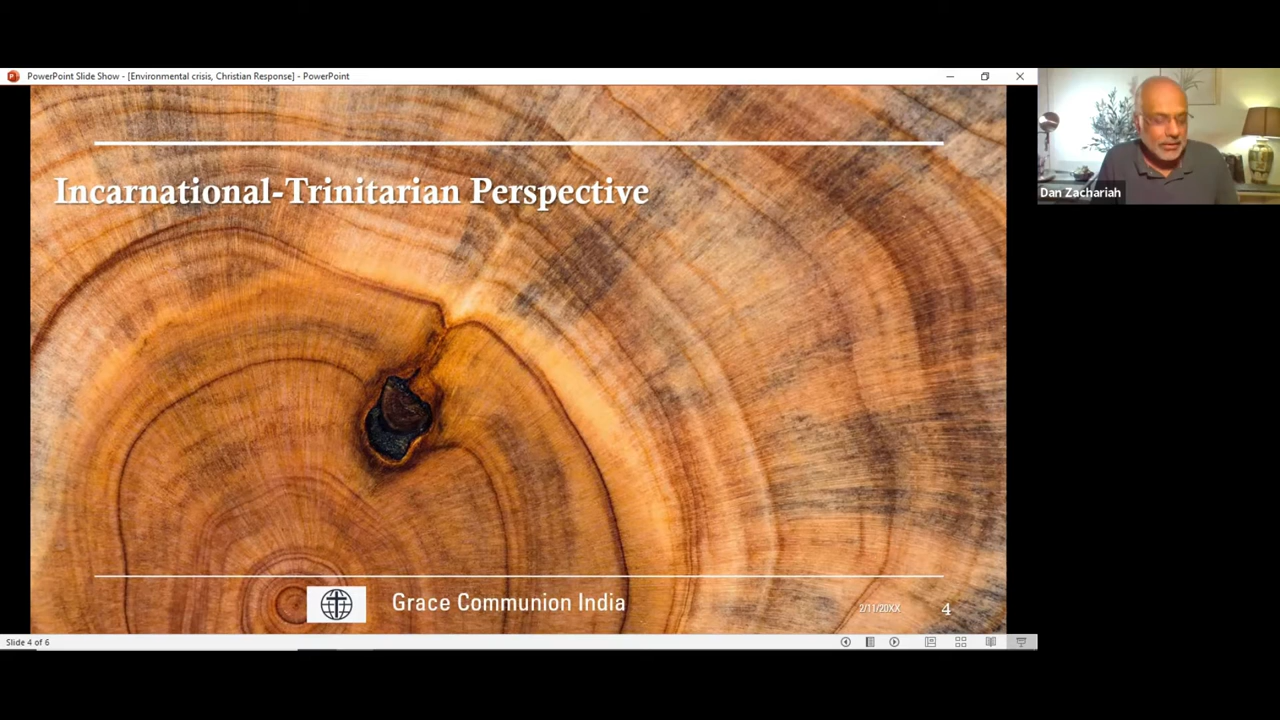 PowerPoint Slide Show - [Environmental crisis, Christian Response] - PowerPoint
Incarnational-Trinitarian Perspective
Dan Zachariah
Grace Communion India
2/11/20XX
4
Slide 4 of 6